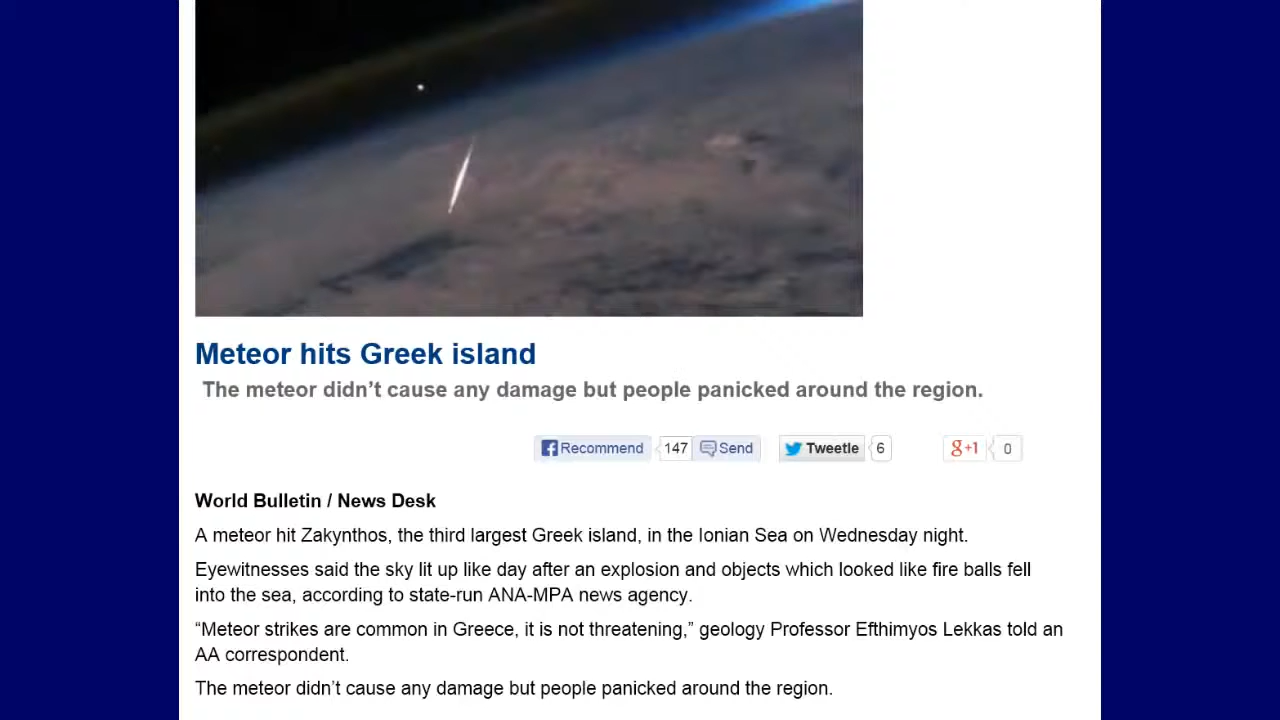 Meteor hits Greek island
The meteor didn’t cause any damage but people panicked around the region.
Recommend 147 Send Tweetle 6 g+1 0
World Bulletin / News Desk
A meteor hit Zakynthos, the third largest Greek island, in the Ionian Sea on Wednesday night.
Eyewitnesses said the sky lit up like day after an explosion and objects which looked like fire balls fell
into the sea, according to state-run ANA-MPA news agency.
“Meteor strikes are common in Greece, it is not threatening,” geology Professor Efthimyos Lekkas told an
AA correspondent.
The meteor didn’t cause any damage but people panicked around the region.